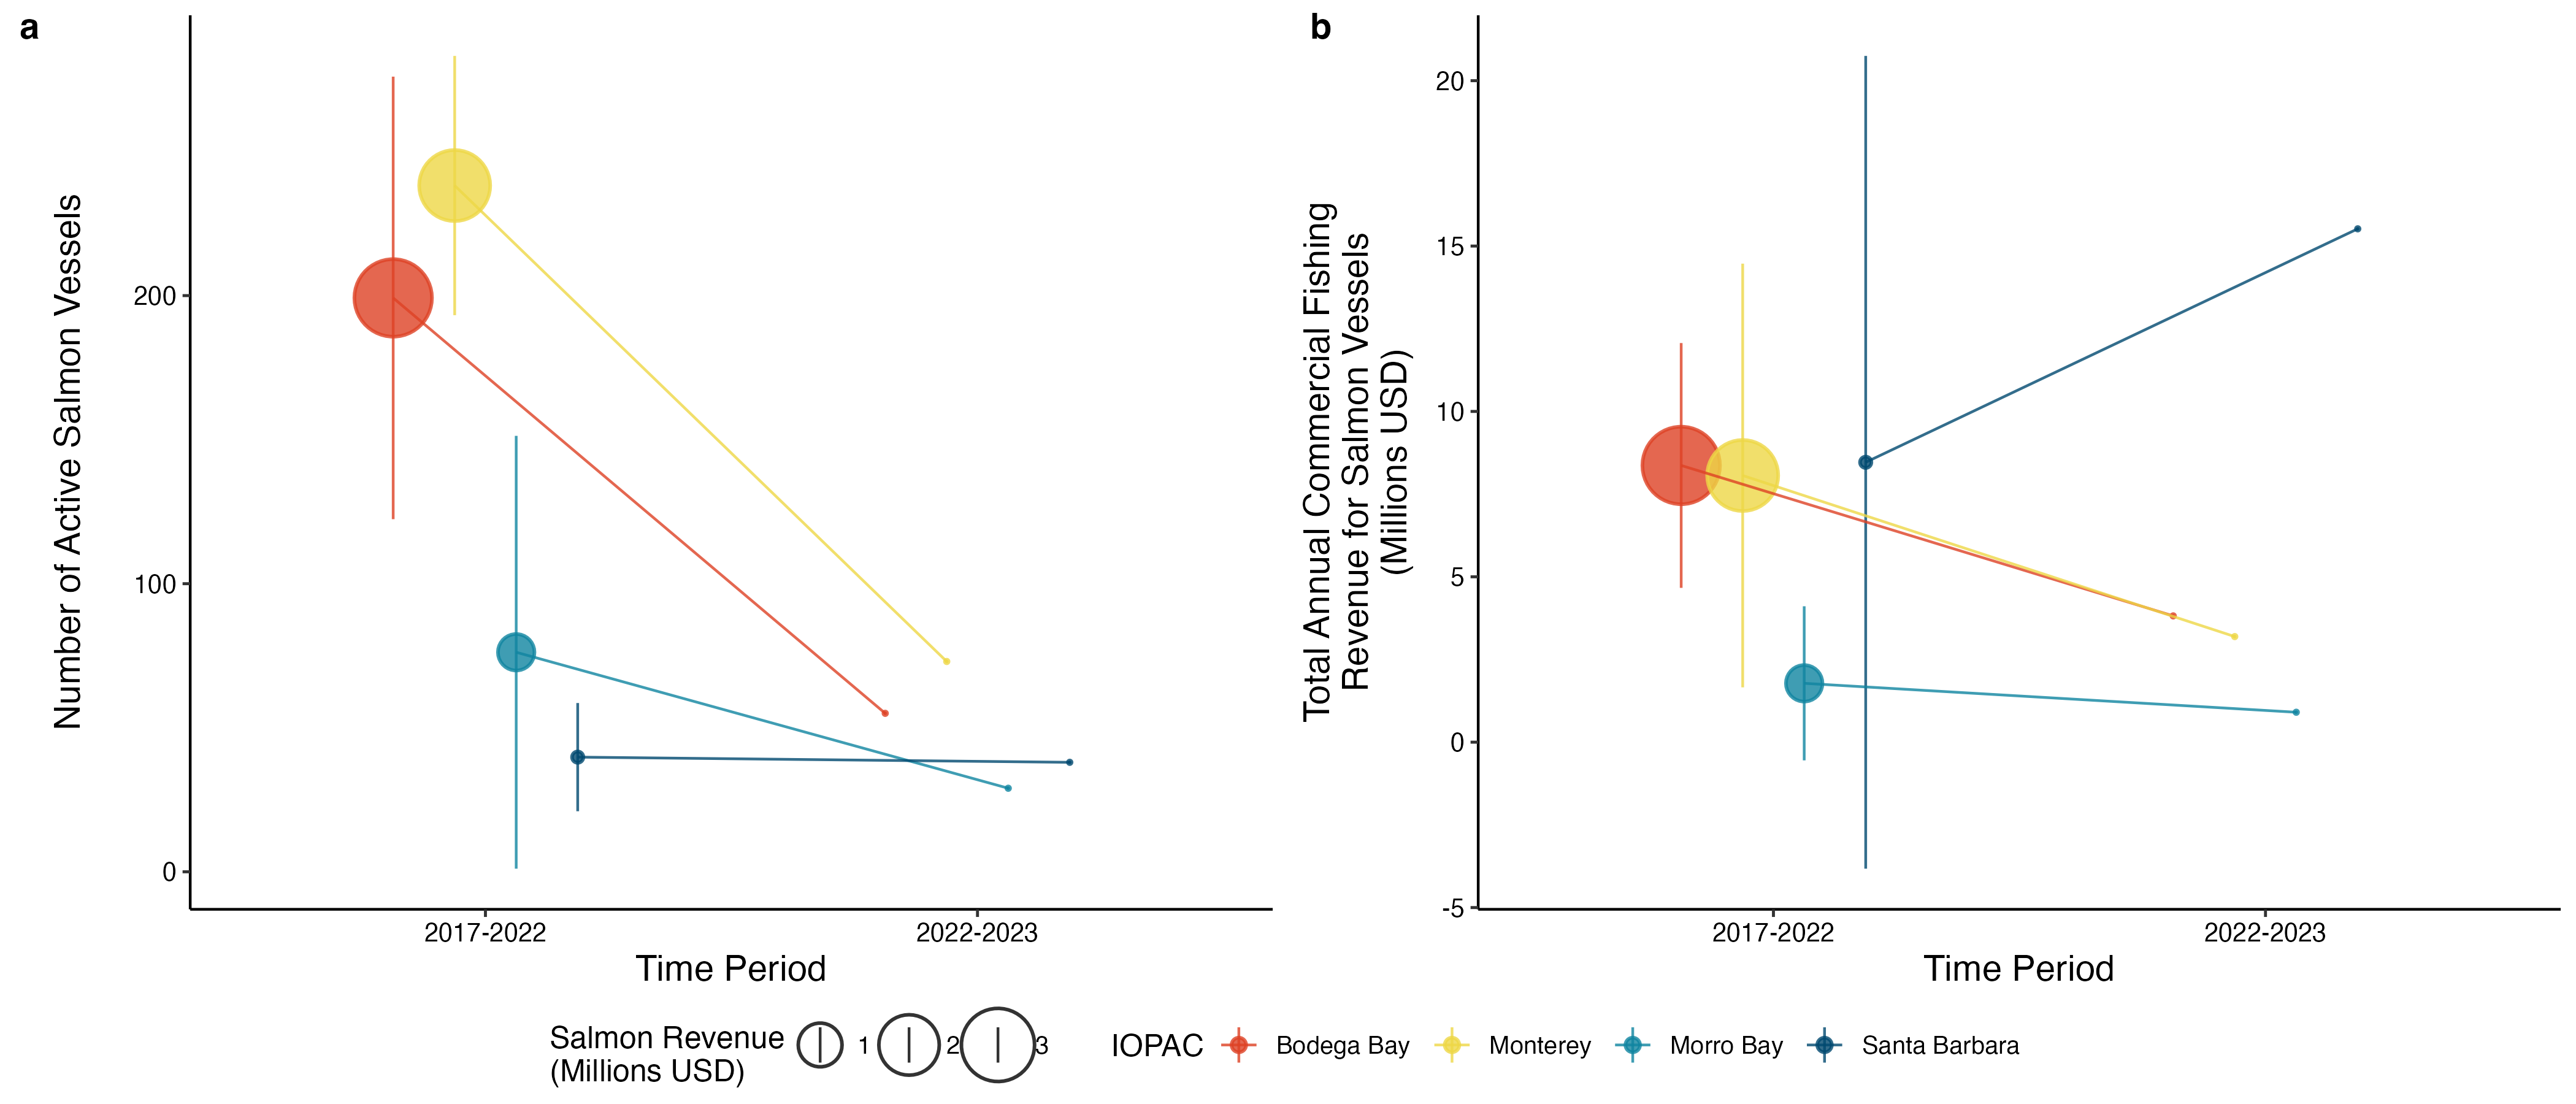 a
Number of Active Salmon Vessels
200
100
0
2017-2022
2022-2023
Time Period
b
Total Annual Commercial Fishing
Revenue for Salmon Vessels
(Millions USD)
20
15
10
5
0
-5
2017-2022
2022-2023
Time Period
Salmon Revenue
(Millions USD)
1
2
3
IOPAC
Bodega Bay
Monterey
Morro Bay
Santa Barbara